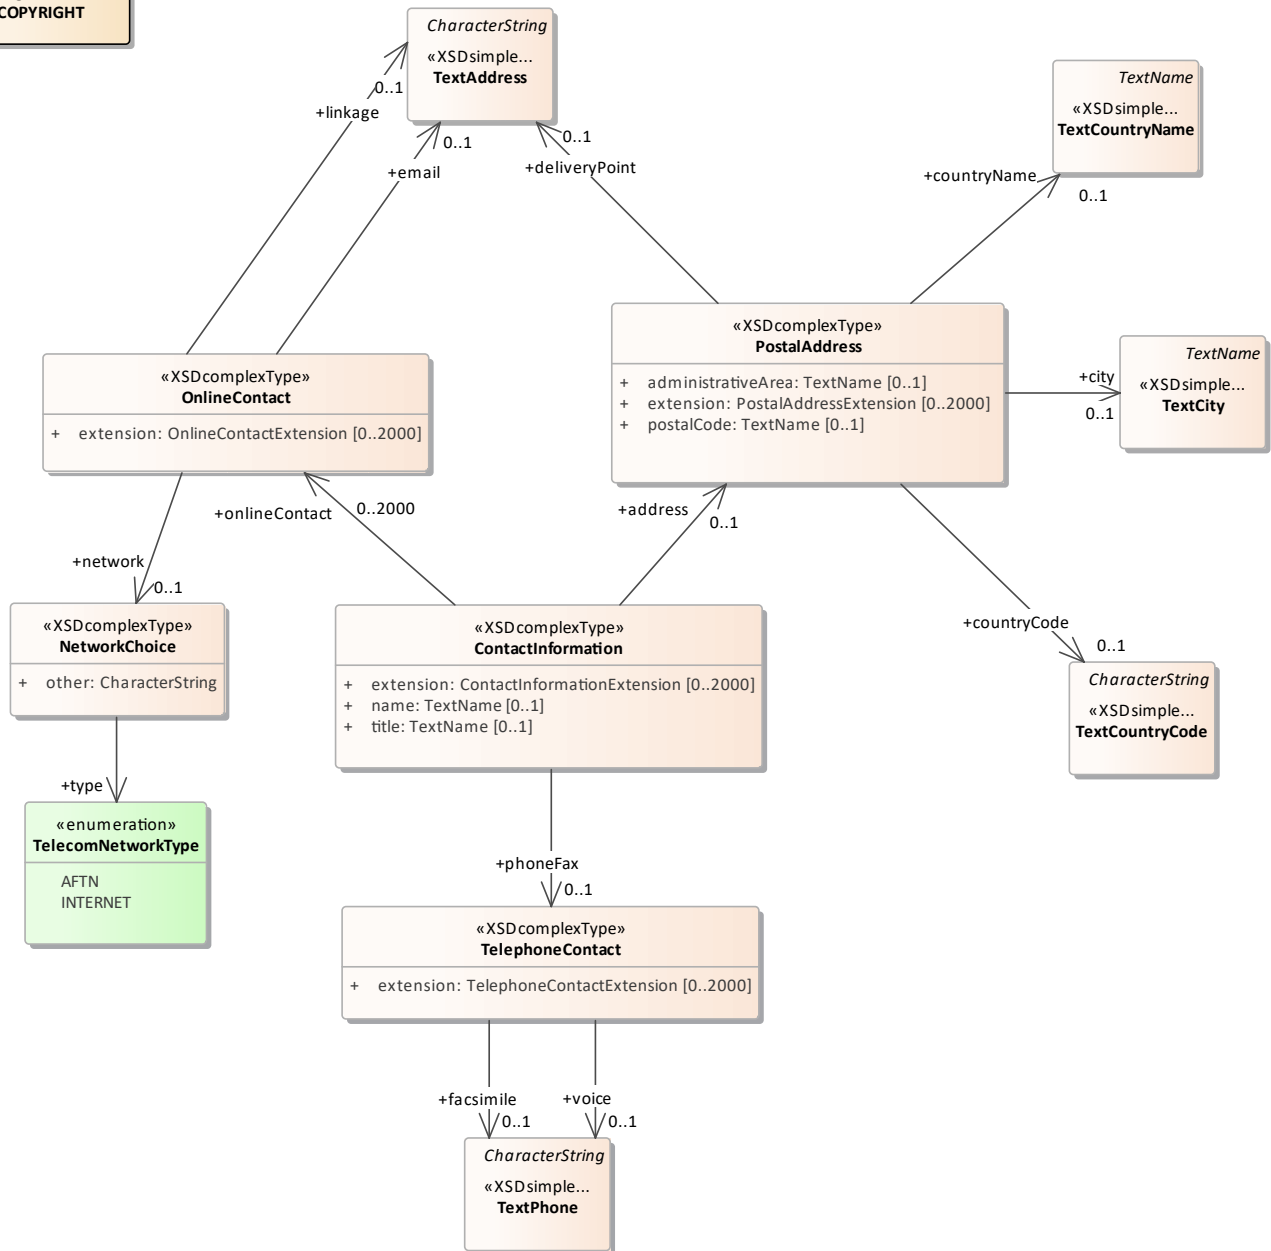 COPYRIGHT
CharacterString
«XSDsimple...
TextAddress
TextName
«XSDsimple...
TextCountryName
0..1
+linkage
0..1
+email
0..1
+deliveryPoint
+countryName
0..1
«XSDcomplexType»
PostalAddress
+ administrativeArea: TextName [0..1]
+ extension: PostalAddressExtension [0..2000]
+ postalCode: TextName [0..1]
TextName
«XSDsimple...
TextCity
+city
0..1
«XSDcomplexType»
OnlineContact
+ extension: OnlineContactExtension [0..2000]
+onlineContact
0..2000
+address
0..1
+network
0..1
«XSDcomplexType»
NetworkChoice
+ other: CharacterString
«XSDcomplexType»
ContactInformation
+ extension: ContactInformationExtension [0..2000]
+ name: TextName [0..1]
+ title: TextName [0..1]
+countryCode
0..1
CharacterString
«XSDsimple...
TextCountryCode
+type
«enumeration»
TelecomNetworkType
AFTN
INTERNET
+phoneFax
0..1
«XSDcomplexType»
TelephoneContact
+ extension: TelephoneContactExtension [0..2000]
+facsimile
0..1
+voice
0..1
CharacterString
«XSDsimple...
TextPhone